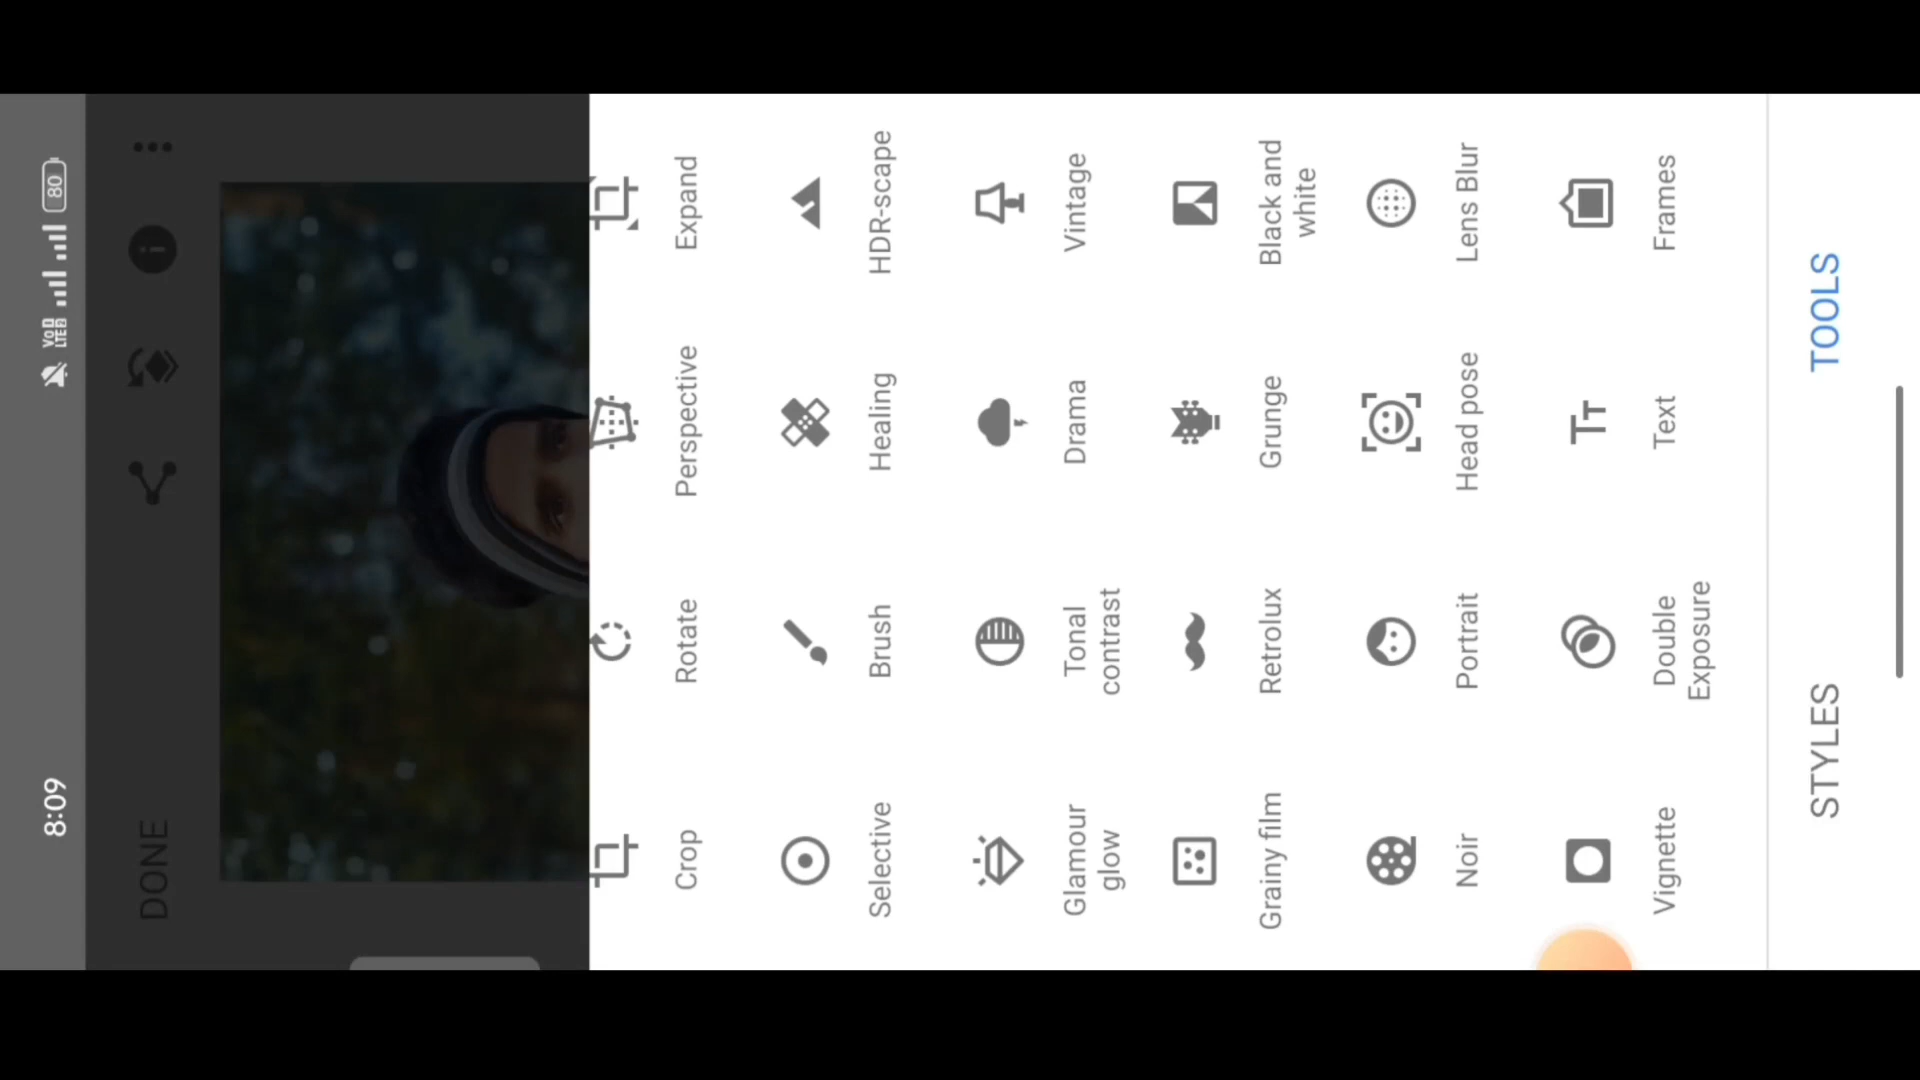 8:09
VoD
LTE2
80
DONE
Crop
Rotate
Perspective
Expand
Selective
Brush
Healing
HDR-scape
Glamour
glow
Tonal
contrast
Drama
Vintage
Grainy film
Retrolux
Grunge
Black and
white
Noir
Portrait
Head pose
Lens Blur
Vignette
Double
Exposure
Text
Frames
STYLES
TOOLS